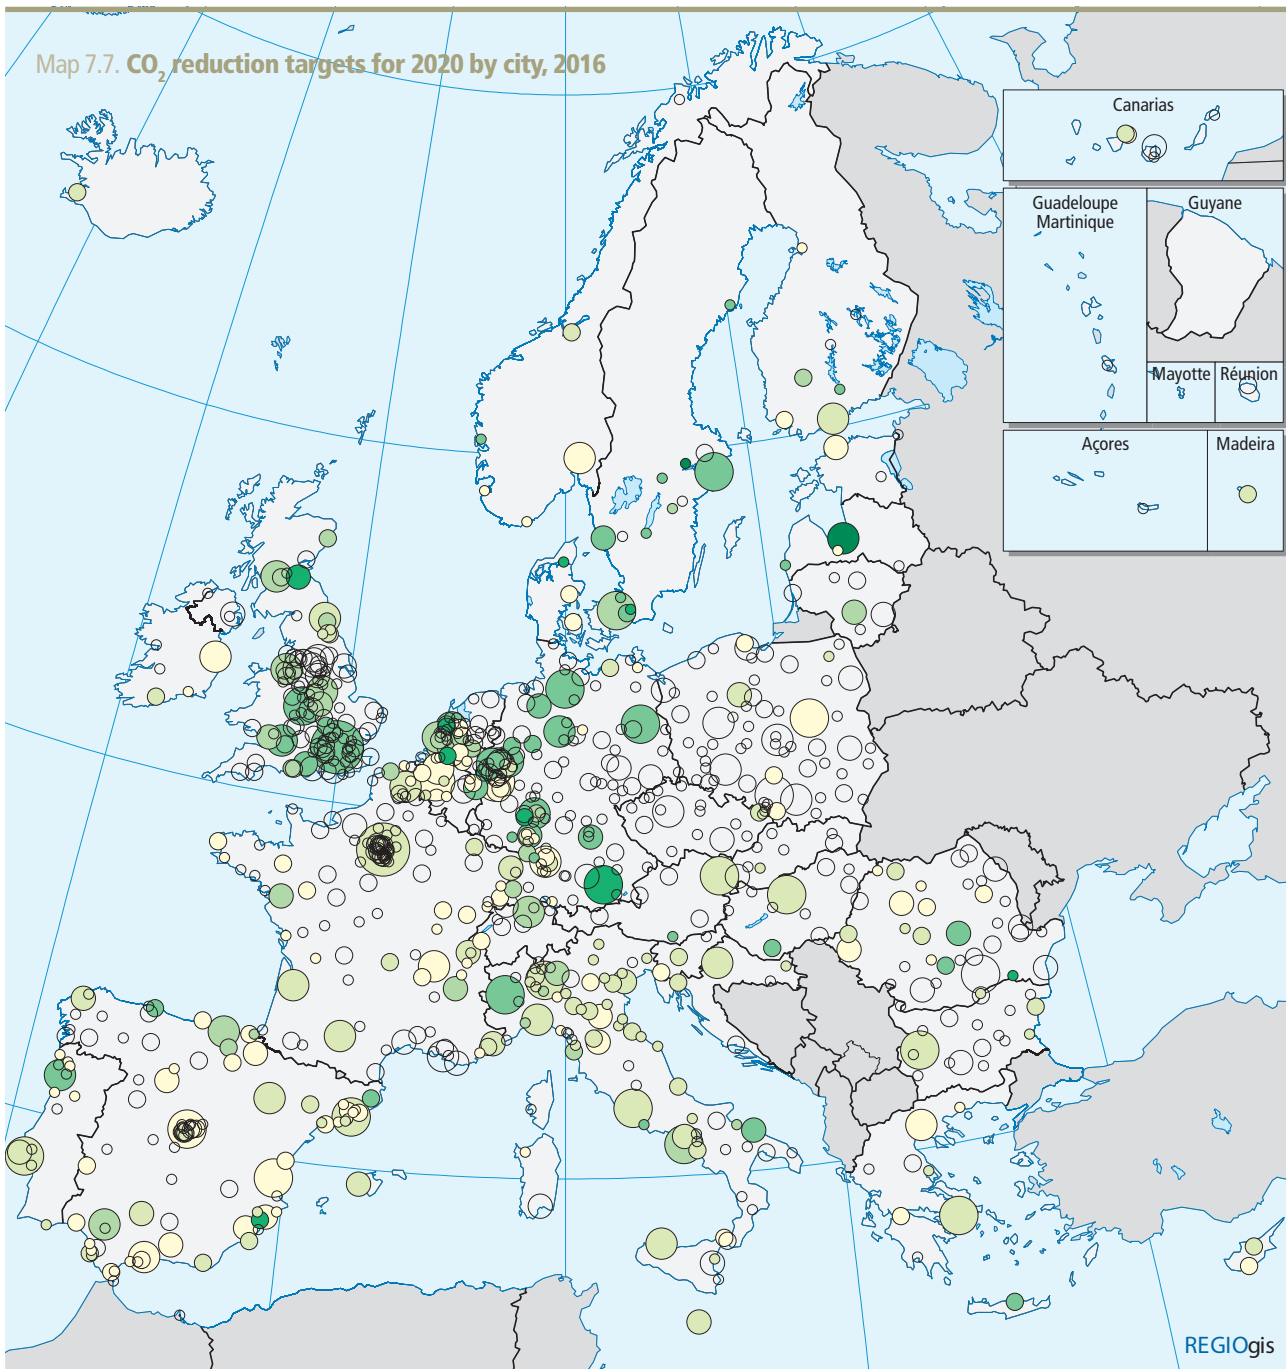 Map 7.7. CO2 reduction targets for 2020 by city, 2016
Canarias
Guadeloupe
Martinique
Guyane
Mayotte
Réunion
Açores
Madeira
REGIOgis